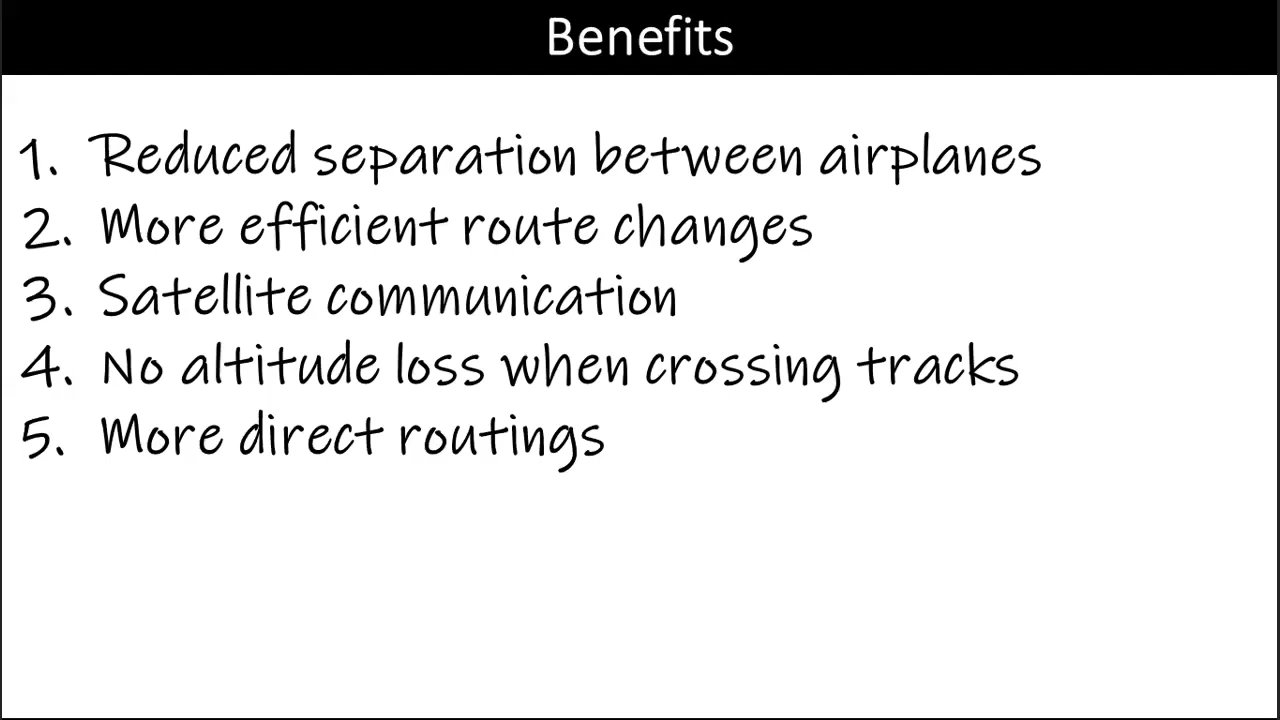 Benefits
1. Reduced separation between airplanes
2. More efficient route changes
3. Satellite communication
4. No altitude loss when crossing tracks
5. More direct routings